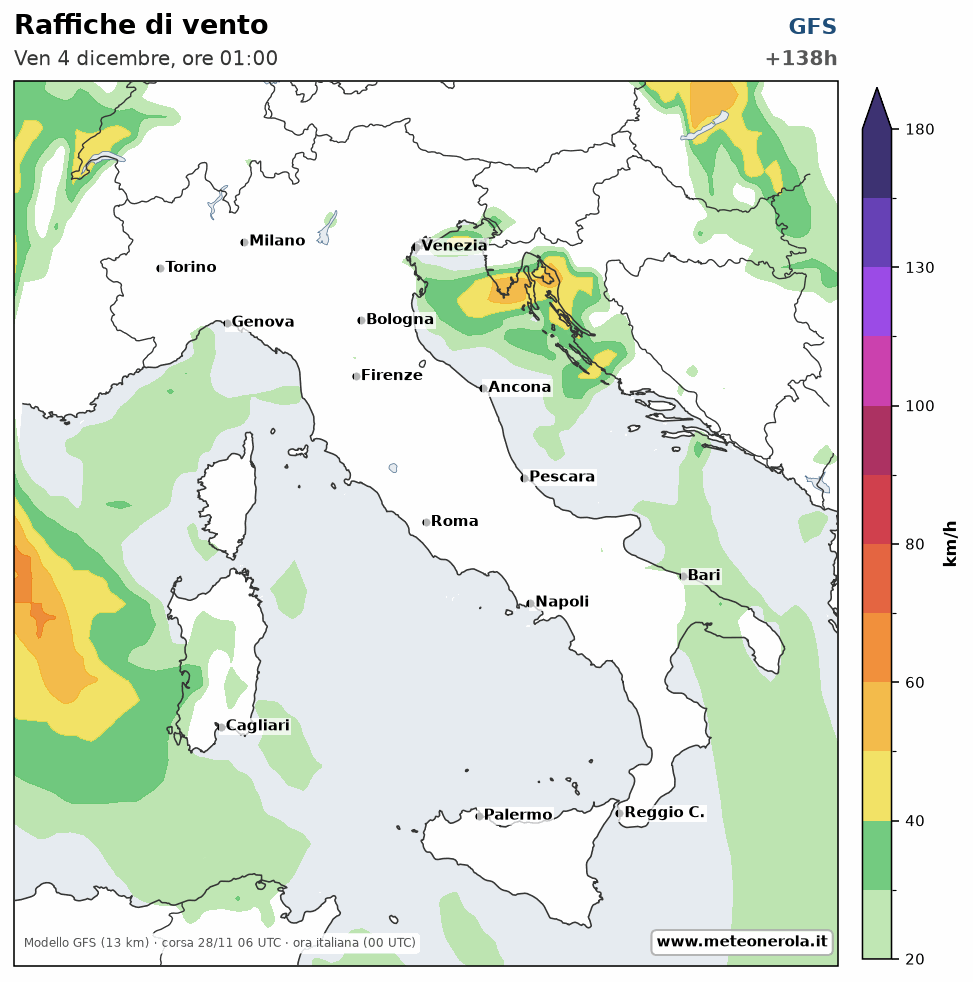 Raffiche di vento
GFS
Ven 4 dicembre, ore 01:00
+138h
180
Milano
Venezia
Torino
130
Genova
Bologna
Firenze
Ancona
100
Pescara
Roma
80
km/h
Bari
Napoli
60
Cagliari
Palermo
Reggio C.
40
Modello GFS (13 km) · corsa 28/11 06 UTC · ora italiana (00 UTC)
www.meteonerola.it
20